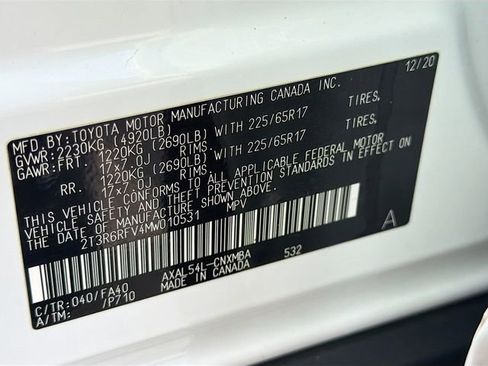 MFD.BY:TOYOTA MOTOR MANUFACTURING CANADA INC. 12/20
GVWR:2230KG (4920LB)
GAWR:FRT. 1220KG (2690LB) WITH 225/65R17 TIRES,
17x7.0J RIMS,
RR. 1220KG (2690LB) WITH 225/65R17 TIRES,
17x7.0J RIMS,
THIS VEHICLE CONFORMS TO ALL APPLICABLE FEDERAL MOTOR
VEHICLE SAFETY AND THEFT PREVENTION STANDARDS IN EFFECT
ON THE DATE OF MANUFACTURE SHOWN ABOVE.
2T3R6RFV4MW010531 MPV A
C/TR:040/FA40 AXAL54L-CNXMBA 532
A/TM: /P710 MADE IN CANADA